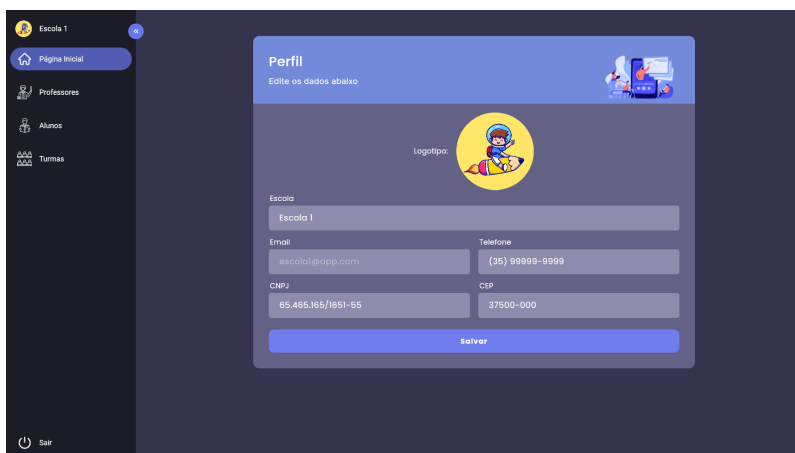 Escola 1
«
Página Inicial
Professores
Alunos
Turmas
Sair
Perfil
Edite os dados abaixo
Logotipo:
Escola
Escola 1
Email
Telefone
escola1@app.com
(35) 99999-9999
CNPJ
CEP
65.465.165/1651-55
37500-000
Salvar